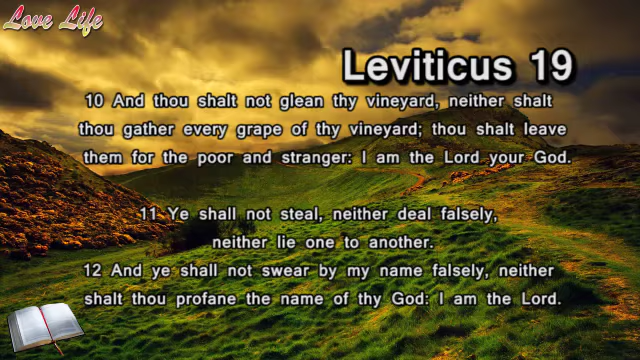 Love Life
Leviticus 19
10 And thou shalt not glean thy vineyard, neither shalt
thou gather every grape of thy vineyard; thou shalt leave
them for the poor and stranger: I am the Lord your God.
11 Ye shall not steal, neither deal falsely,
neither lie one to another.
12 And ye shall not swear by my name falsely, neither
shalt thou profane the name of thy God: I am the Lord.